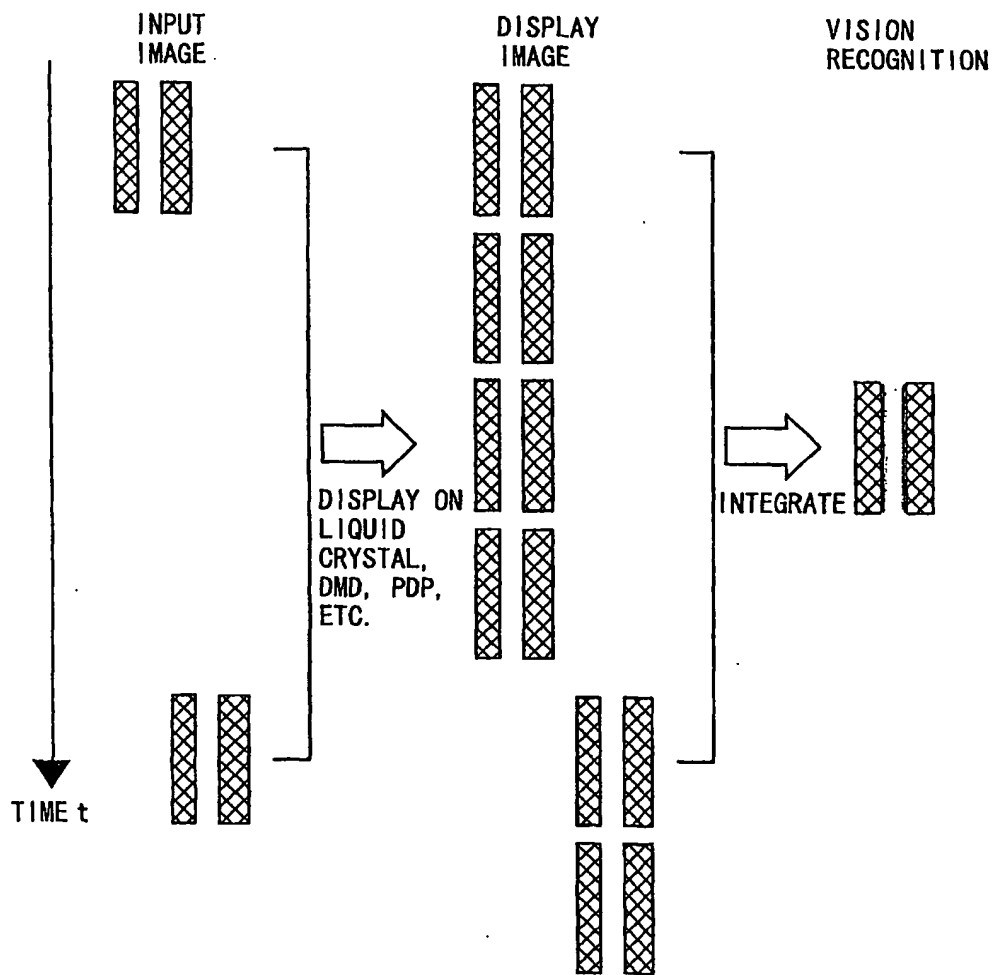 INPUT
IMAGE
DISPLAY
IMAGE
VISION
RECOGNITION
DISPLAY ON
LIQUID
CRYSTAL,
DMD, PDP,
ETC.
INTEGRATE
TIME t